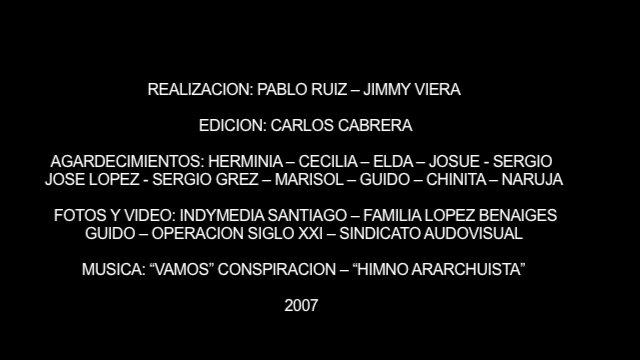 REALIZACION: PABLO RUIZ – JIMMY VIERA
EDICION: CARLOS CABRERA
AGARDECIMIENTOS: HERMINIA – CECILIA – ELDA – JOSUE - SERGIO
JOSE LOPEZ - SERGIO GREZ – MARISOL – GUIDO – CHINITA – NARUJA
FOTOS Y VIDEO: INDYMEDIA SANTIAGO – FAMILIA LOPEZ BENAIGES
GUIDO – OPERACION SIGLO XXI – SINDICATO AUDOVISUAL
MUSICA: “VAMOS” CONSPIRACION – “HIMNO ARARCHUISTA”
2007